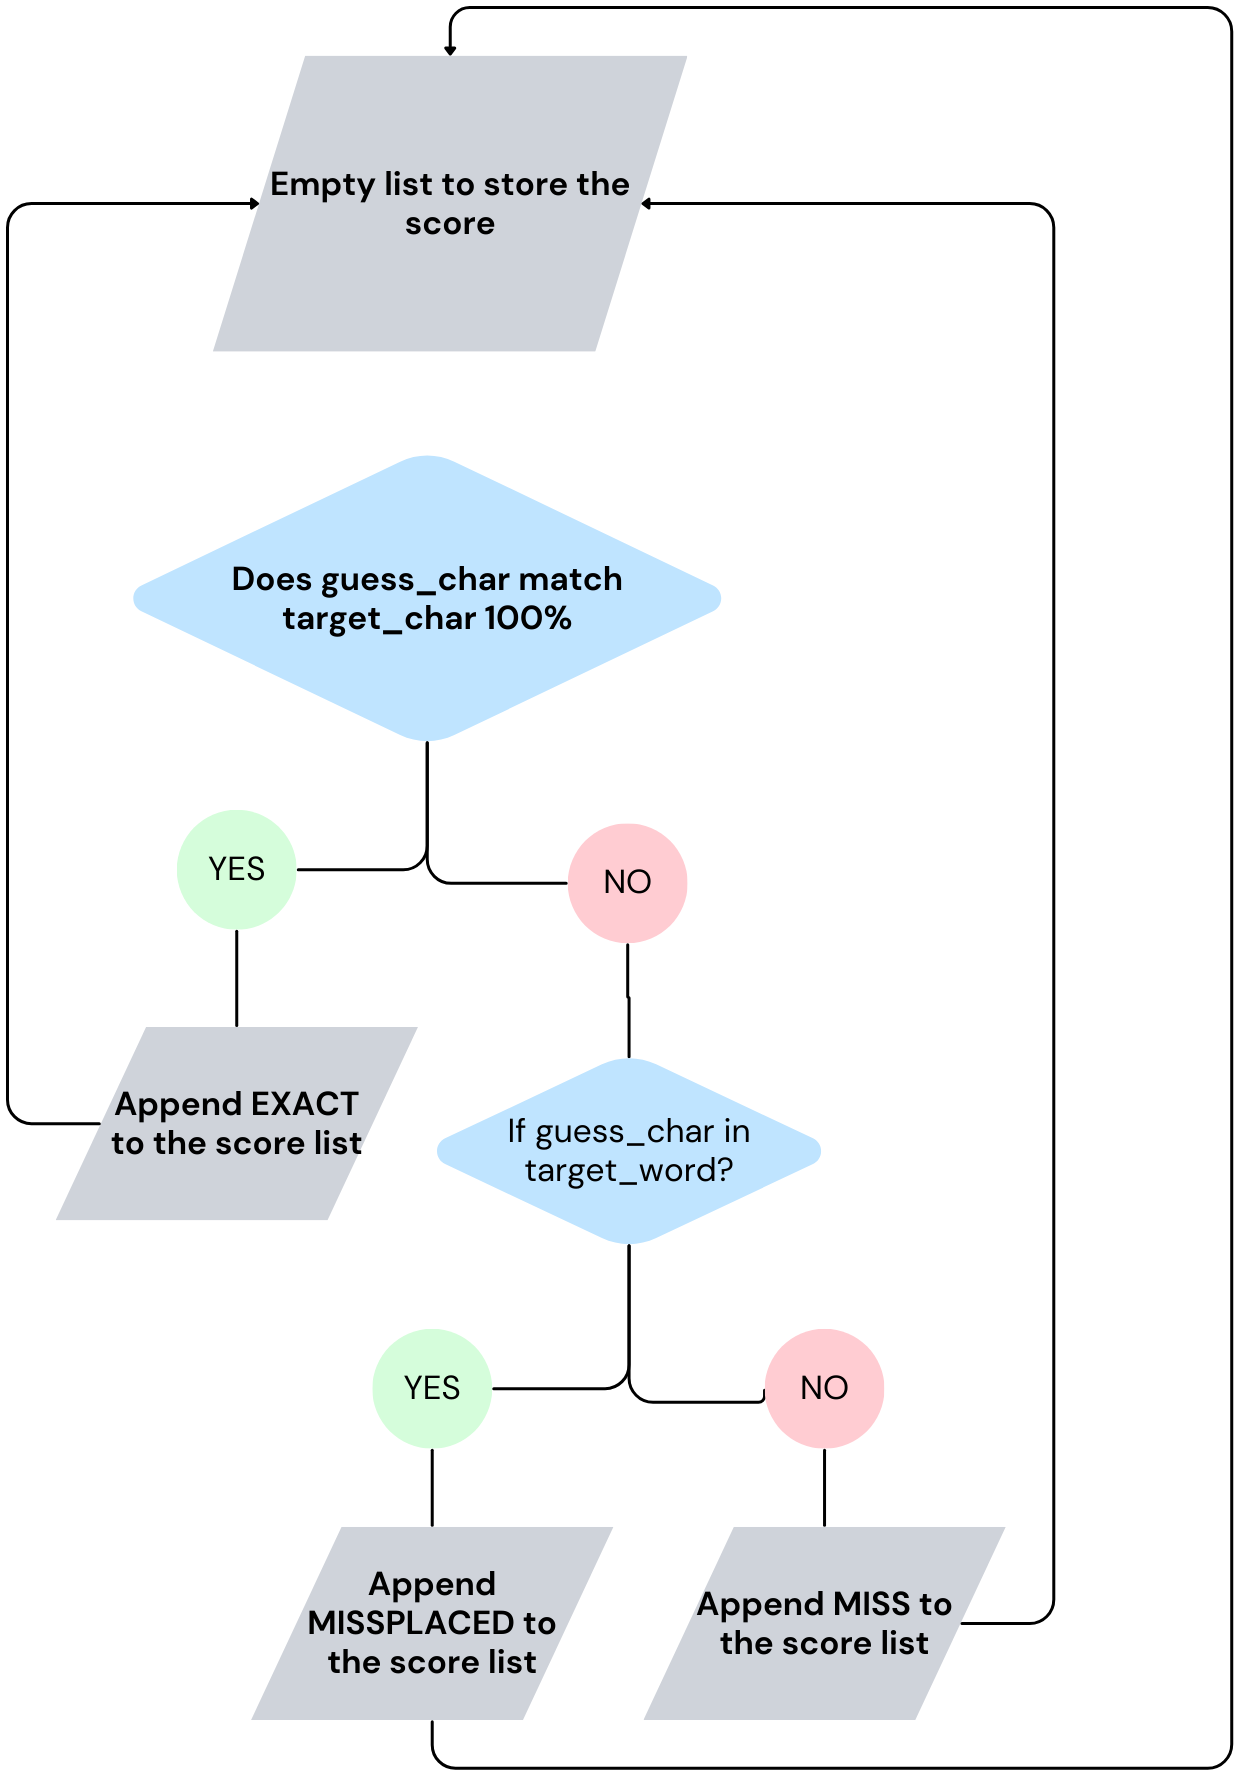 Empty list to store the
score
Does guess_char match
target_char 100%
YES
NO
Append EXACT
to the score list
If guess_char in
target_word?
YES
NO
Append
MISSPLACED to
the score list
Append MISS to
the score list